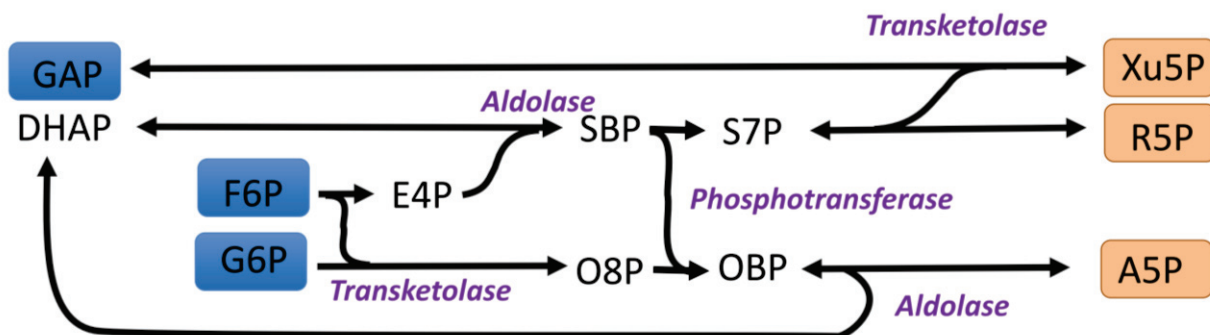 Transketolase
GAP
Xu5P
Aldolase
DHAP
SBP
S7P
R5P
F6P
E4P
Phosphotransferase
G6P
O8P
OBP
A5P
Transketolase
Aldolase